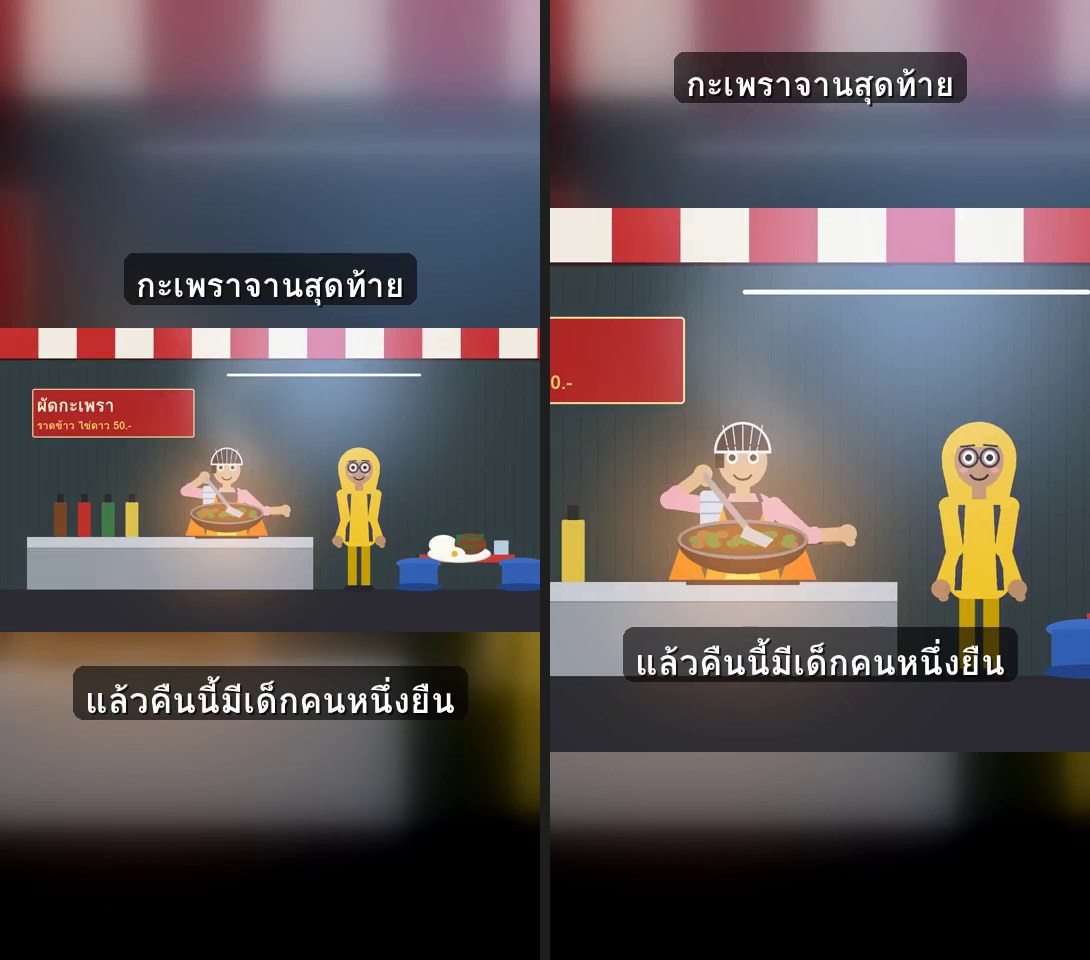 กะเพราจานสุดท้าย
ผัดกะเพรา
ราดข้าว ไข่ดาว 50.-
แล้วคืนนี้มีเด็กคนหนึ่งยืน
กะเพราจานสุดท้าย
0.-
แล้วคืนนี้มีเด็กคนหนึ่งยืน